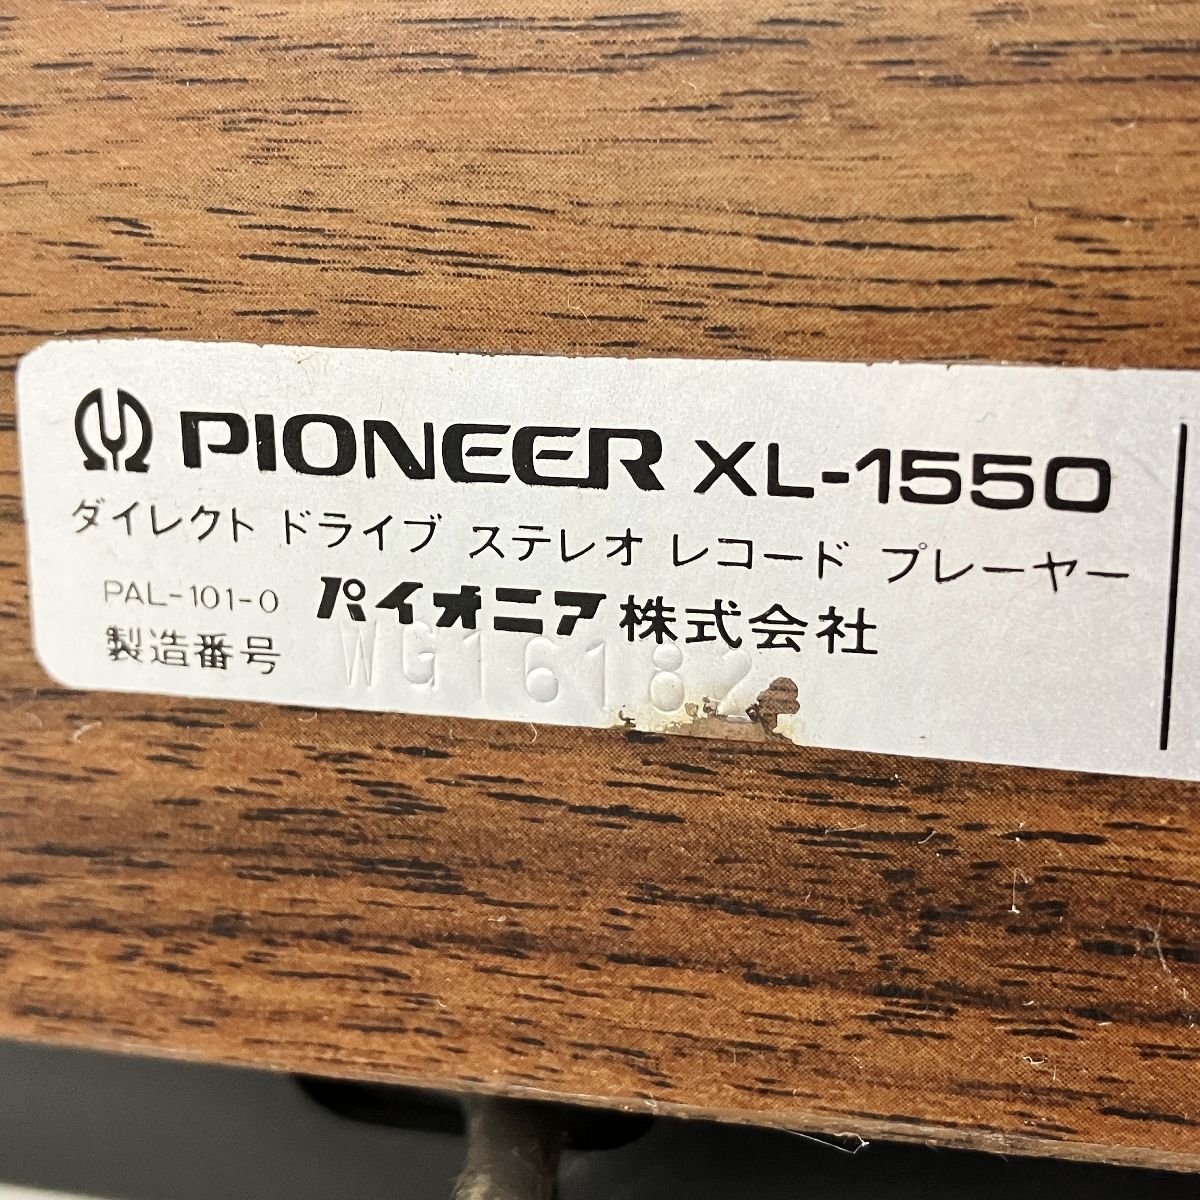 PIONEER XL-1550
ダイレクト ドライブ ステレオ レコード プレーヤー
PAL-101-0 パイオニア株式会社
製造番号 WG16182